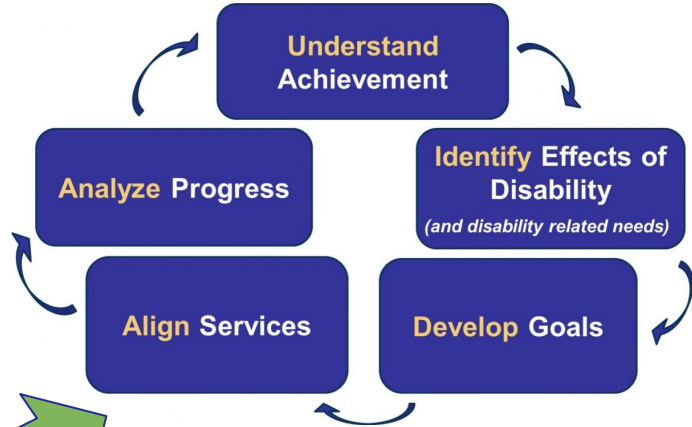 Understand
Achievement
Identify Effects of
Disability
(and disability related needs)
Develop Goals
Align Services
Analyze Progress